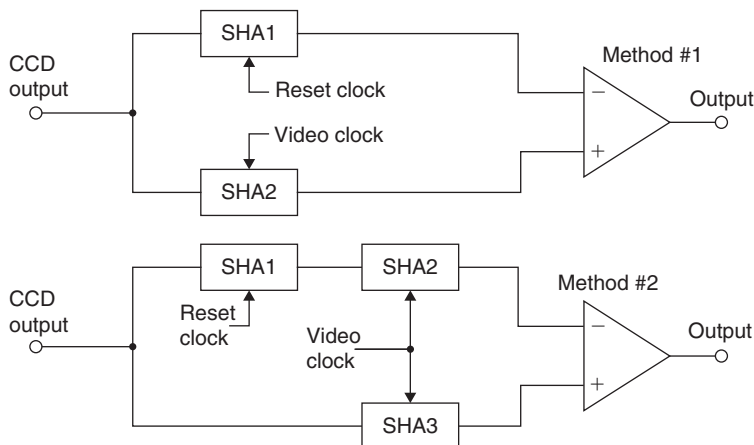 SHA1
CCD
output
Reset clock
Method #1
−
Output
Video clock
+
SHA2
SHA1
SHA2
Method #2
CCD
output
Reset
clock
Video
clock
−
Output
+
SHA3